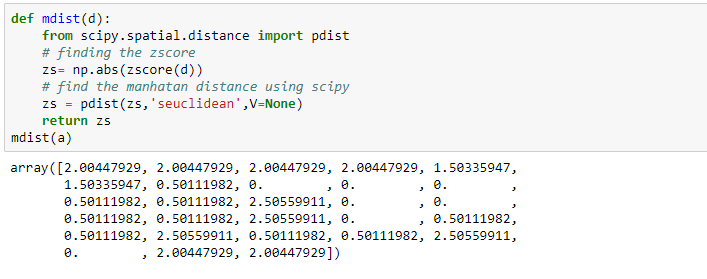 def mdist(d):
    from scipy.spatial.distance import pdist
    # finding the zscore
    zs= np.abs(zscore(d))
    # find the manhatan distance using scipy
    zs = pdist(zs,'seuclidean',V=None)
    return zs
mdist(a)
array([2.00447929, 2.00447929, 2.00447929, 2.00447929, 1.50335947,
       1.50335947, 0.50111982, 0.        , 0.        , 0.        ,
       0.50111982, 0.50111982, 2.50559911, 0.        , 0.        ,
       0.50111982, 0.50111982, 2.50559911, 0.        , 0.50111982,
       0.50111982, 2.50559911, 0.50111982, 0.50111982, 2.50559911,
       0.        , 2.00447929, 2.00447929])